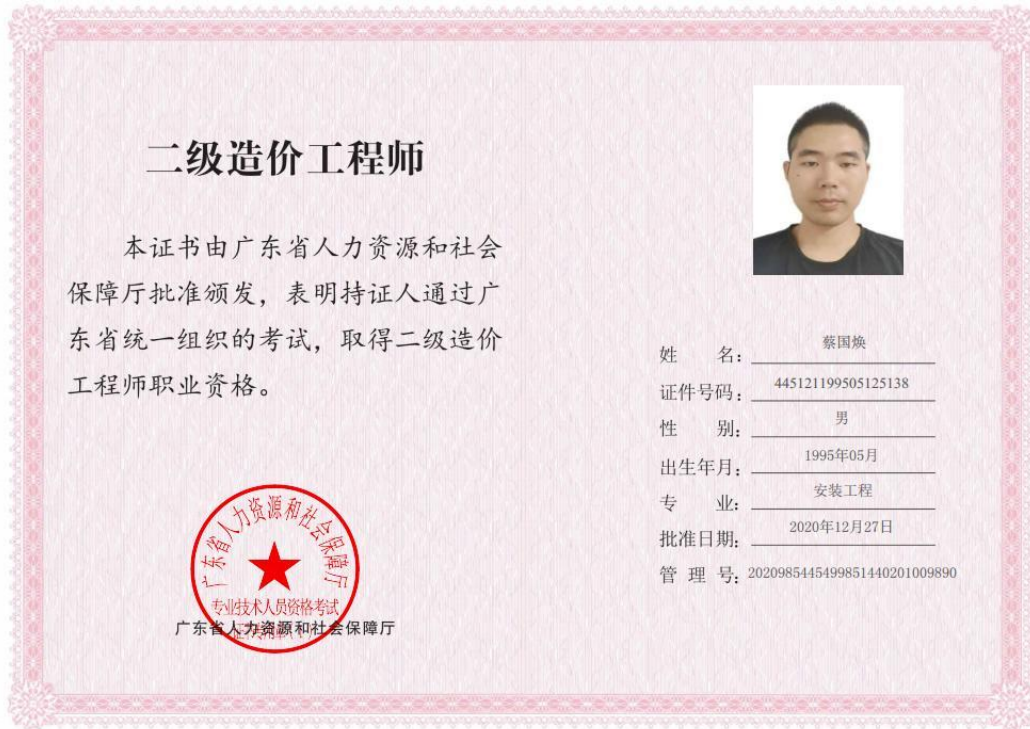 二级造价工程师
本证书由广东省人力资源和社会
保障厅批准颁发，表明持证人通过广
东省统一组织的考试，取得二级造价
工程师职业资格。
广东省人力资源和社会保障厅
专业技术人员资格考试
广东省人力资源和社会保障厅
姓 名：蔡国焕
证件号码：445121199505125138
性 别：男
出生年月：1995年05月
专 业：安装工程
批准日期：2020年12月27日
管 理 号：2020985445499851440201009890